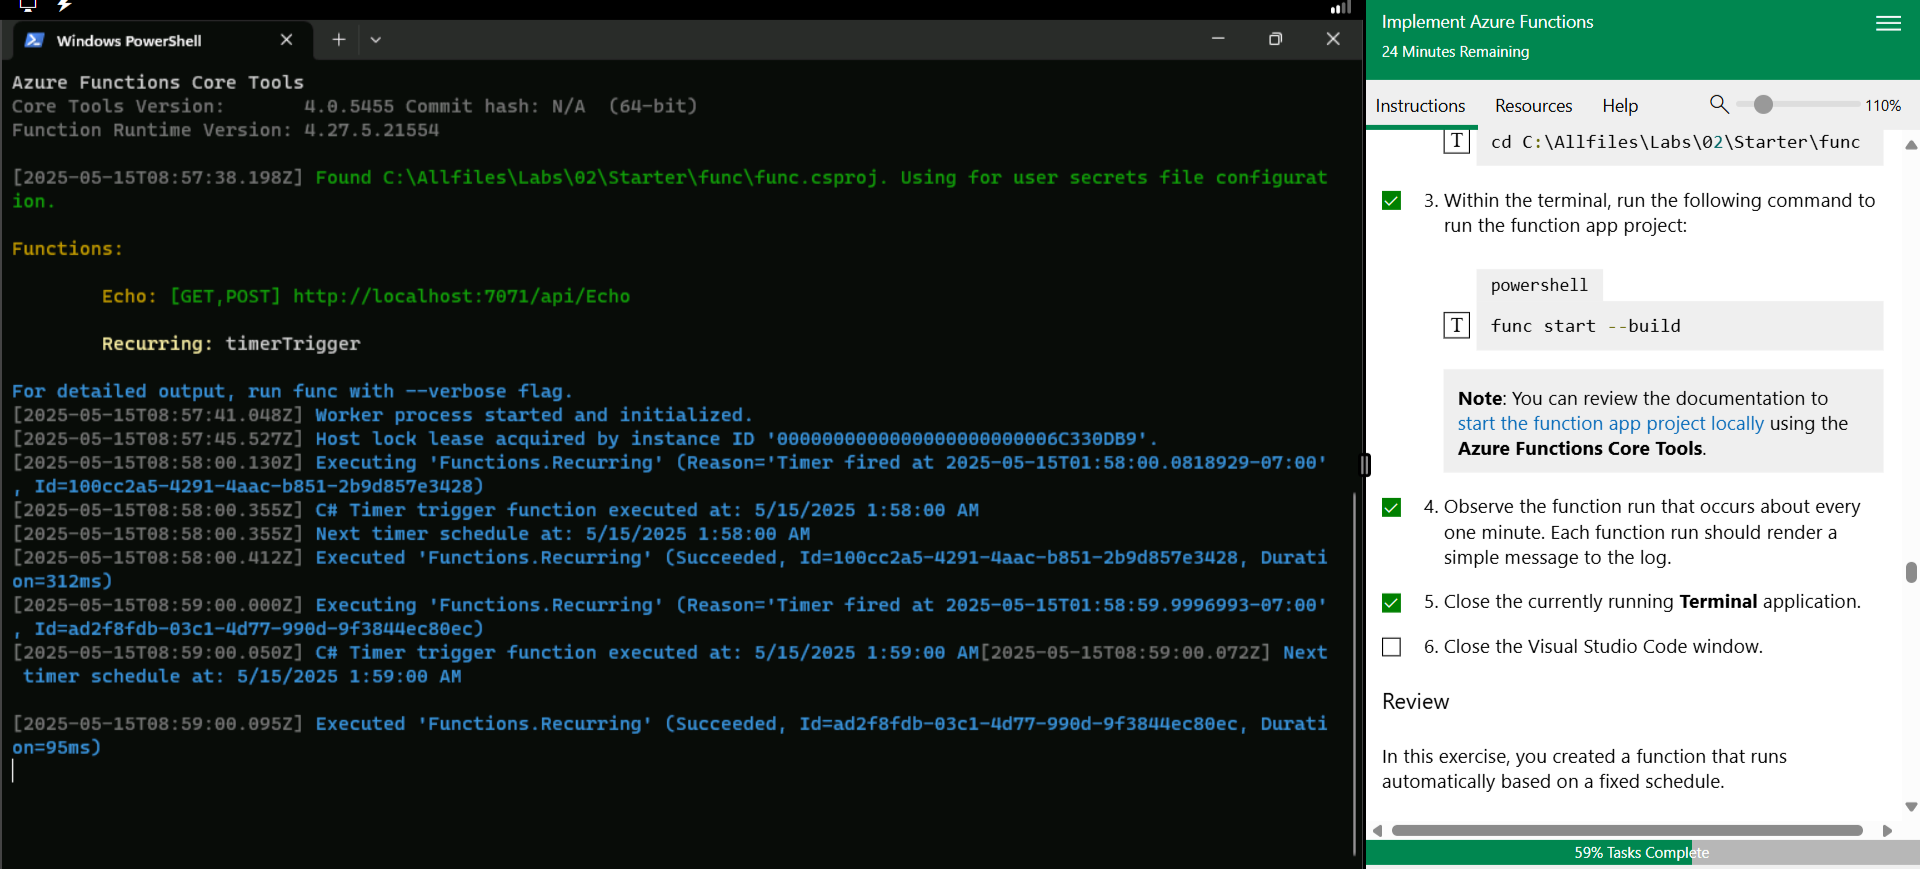 Windows PowerShell
Azure Functions Core Tools
Core Tools Version:       4.0.5455 Commit hash: N/A  (64-bit)
Function Runtime Version: 4.27.5.21554
[2025-05-15T08:57:38.198Z] Found C:\Allfiles\Labs\02\Starter\func\func.csproj. Using for user secrets file configurat
ion.
Functions:
Echo: [GET,POST] http://localhost:7071/api/Echo
Recurring: timerTrigger
For detailed output, run func with --verbose flag.
[2025-05-15T08:57:41.048Z] Worker process started and initialized.
[2025-05-15T08:57:45.527Z] Host lock lease acquired by instance ID '0000000000000000000000006C330DB9'.
[2025-05-15T08:58:00.130Z] Executing 'Functions.Recurring' (Reason='Timer fired at 2025-05-15T01:58:00.0818929-07:00'
, Id=100cc2a5-4291-4aac-b851-2b9d857e3428)
[2025-05-15T08:58:00.355Z] C# Timer trigger function executed at: 5/15/2025 1:58:00 AM
[2025-05-15T08:58:00.355Z] Next timer schedule at: 5/15/2025 1:58:00 AM
[2025-05-15T08:58:00.412Z] Executed 'Functions.Recurring' (Succeeded, Id=100cc2a5-4291-4aac-b851-2b9d857e3428, Durati
on=312ms)
[2025-05-15T08:59:00.000Z] Executing 'Functions.Recurring' (Reason='Timer fired at 2025-05-15T01:58:59.9996993-07:00'
, Id=ad2f8fdb-03c1-4d77-990d-9f3844ec80ec)
[2025-05-15T08:59:00.050Z] C# Timer trigger function executed at: 5/15/2025 1:59:00 AM[2025-05-15T08:59:00.072Z] Next
timer schedule at: 5/15/2025 1:59:00 AM
[2025-05-15T08:59:00.095Z] Executed 'Functions.Recurring' (Succeeded, Id=ad2f8fdb-03c1-4d77-990d-9f3844ec80ec, Durati
on=95ms)
Implement Azure Functions
24 Minutes Remaining
Instructions Resources Help 110%
T cd C:\Allfiles\Labs\02\Starter\func
3. Within the terminal, run the following command to
run the function app project:
powershell
T func start --build
Note: You can review the documentation to
start the function app project locally using the
Azure Functions Core Tools.
4. Observe the function run that occurs about every
one minute. Each function run should render a
simple message to the log.
5. Close the currently running Terminal application.
6. Close the Visual Studio Code window.
Review
In this exercise, you created a function that runs
automatically based on a fixed schedule.
59% Tasks Complete